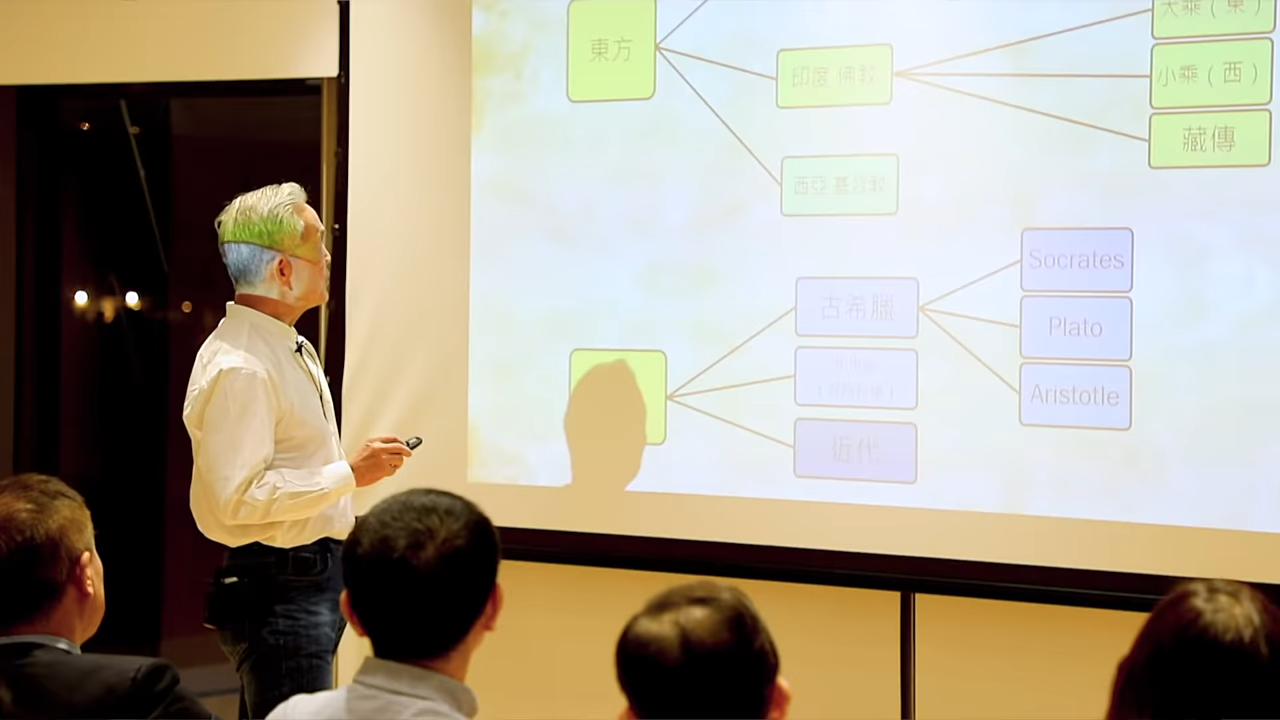 大乘（東）
東方
印度 佛教
小乘（西）
藏傳
西亞 基督教
Socrates
古希臘
Plato
Aristotle
近代